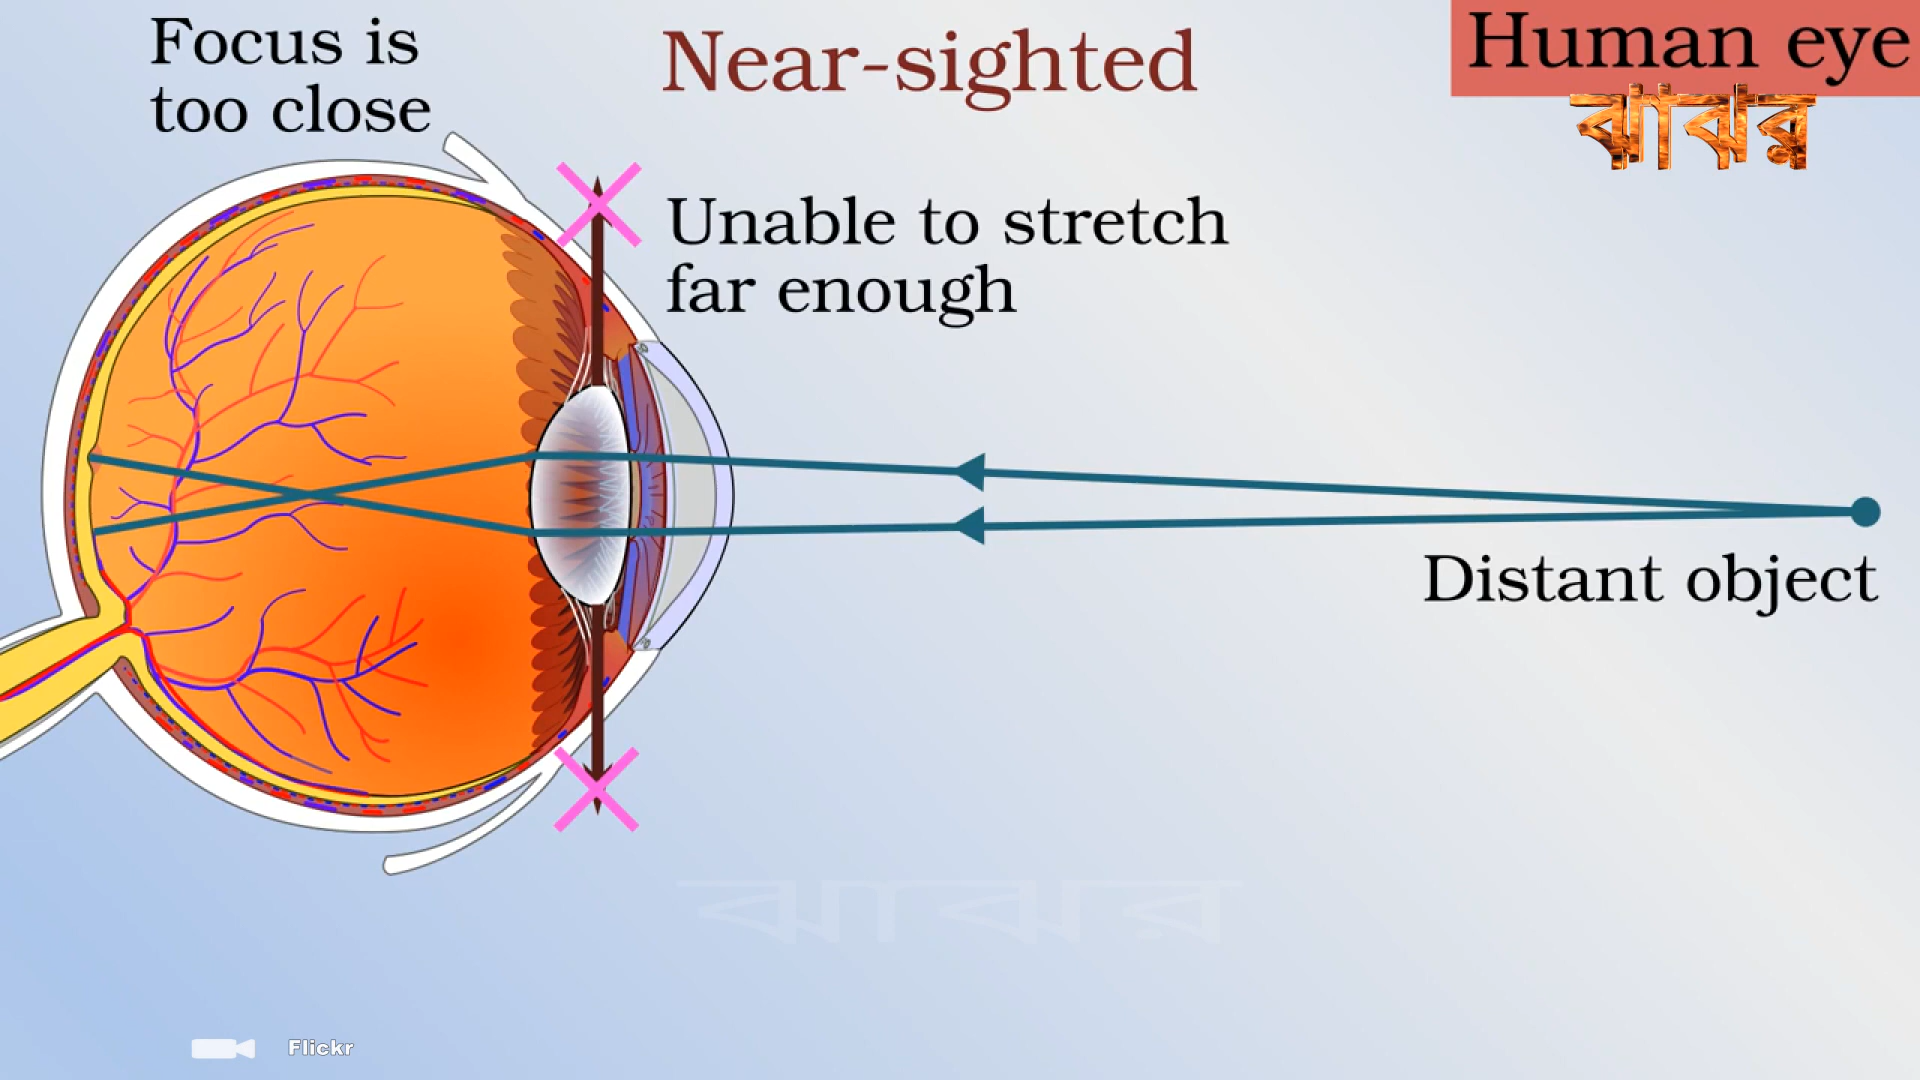 Focus is
too close
Near-sighted
Human eye
ঝাঝর
Unable to stretch
far enough
Distant object
ঝাঝর
Flickr